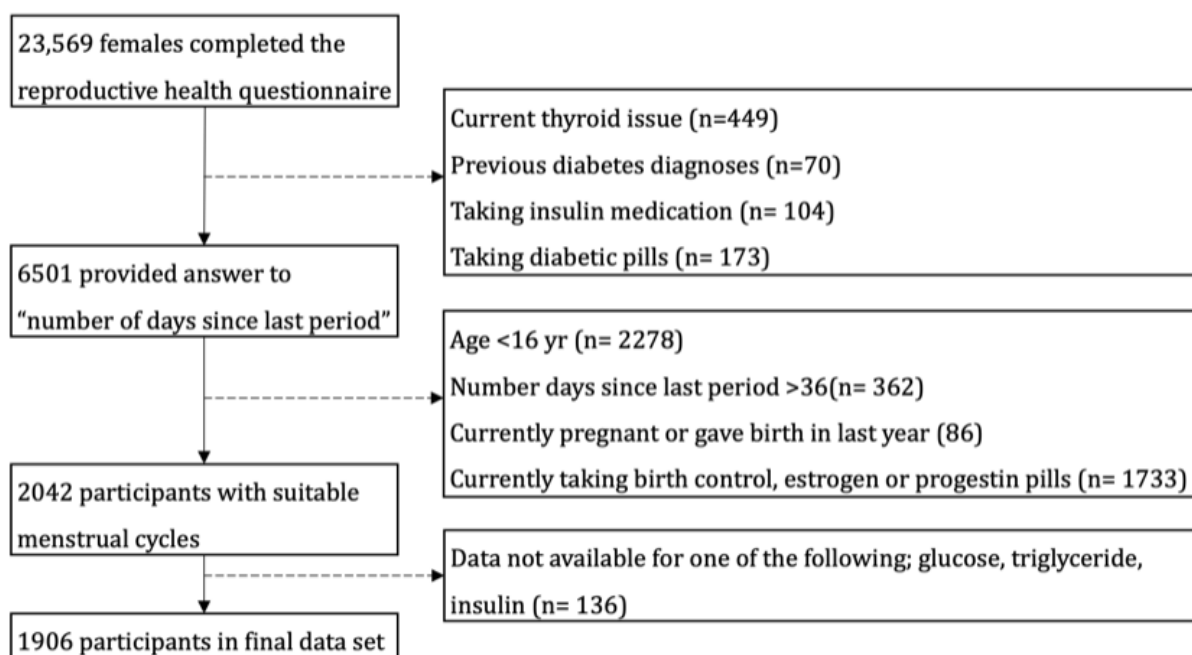 23,569 females completed the
reproductive health questionnaire
Current thyroid issue (n=449)
Previous diabetes diagnoses (n=70)
Taking insulin medication (n= 104)
Taking diabetic pills (n= 173)
6501 provided answer to
“number of days since last period”
Age <16 yr (n= 2278)
Number days since last period >36(n= 362)
Currently pregnant or gave birth in last year (86)
Currently taking birth control, estrogen or progestin pills (n= 1733)
2042 participants with suitable
menstrual cycles
Data not available for one of the following; glucose, triglyceride,
insulin (n= 136)
1906 participants in final data set